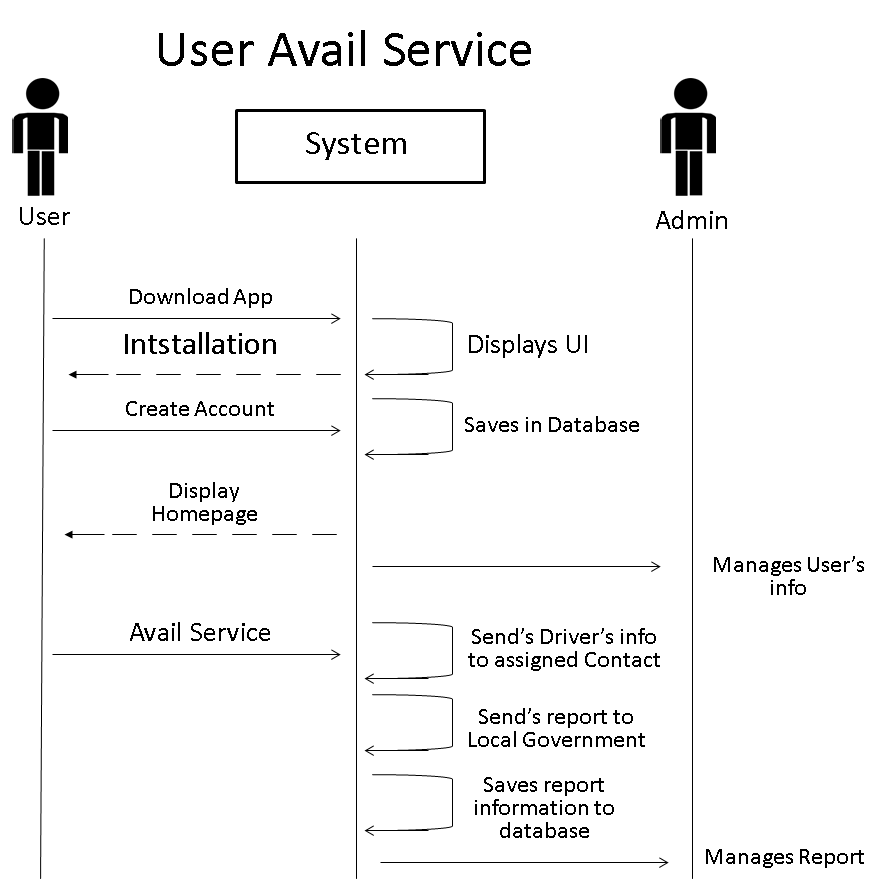 User Avail Service
System
User
Admin
Download App
Intstallation
Displays UI
Create Account
Saves in Database
Display
Homepage
Manages User's
info
Avail Service
Send's Driver's info
to assigned Contact
Send's report to
Local Government
Saves report
information to
database
Manages Report